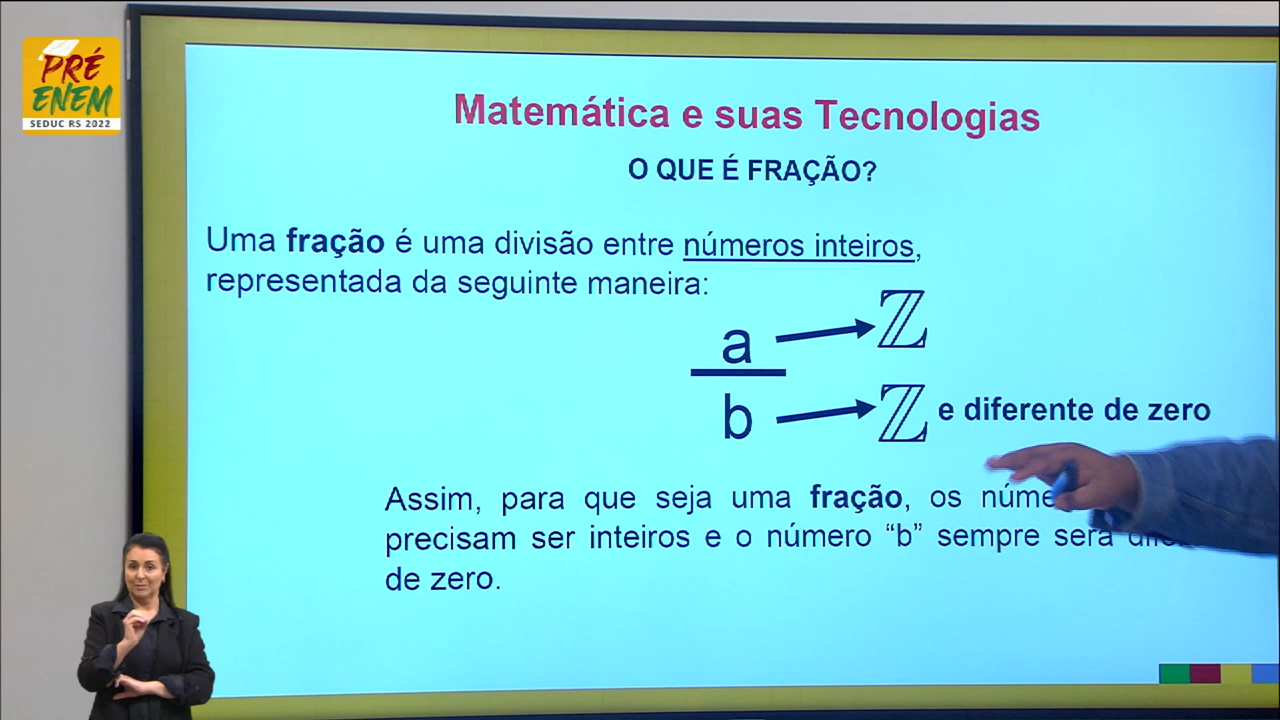 PRÉ
ENEM
SEDUC RS 2022
Matemática e suas Tecnologias
O QUE É FRAÇÃO?
Uma fração é uma divisão entre números inteiros,
representada da seguinte maneira:
a ℤ
b ℤ e diferente de zero
Assim, para que seja uma fração, os
precisam ser inteiros e o número “b” sempre será
de zero.